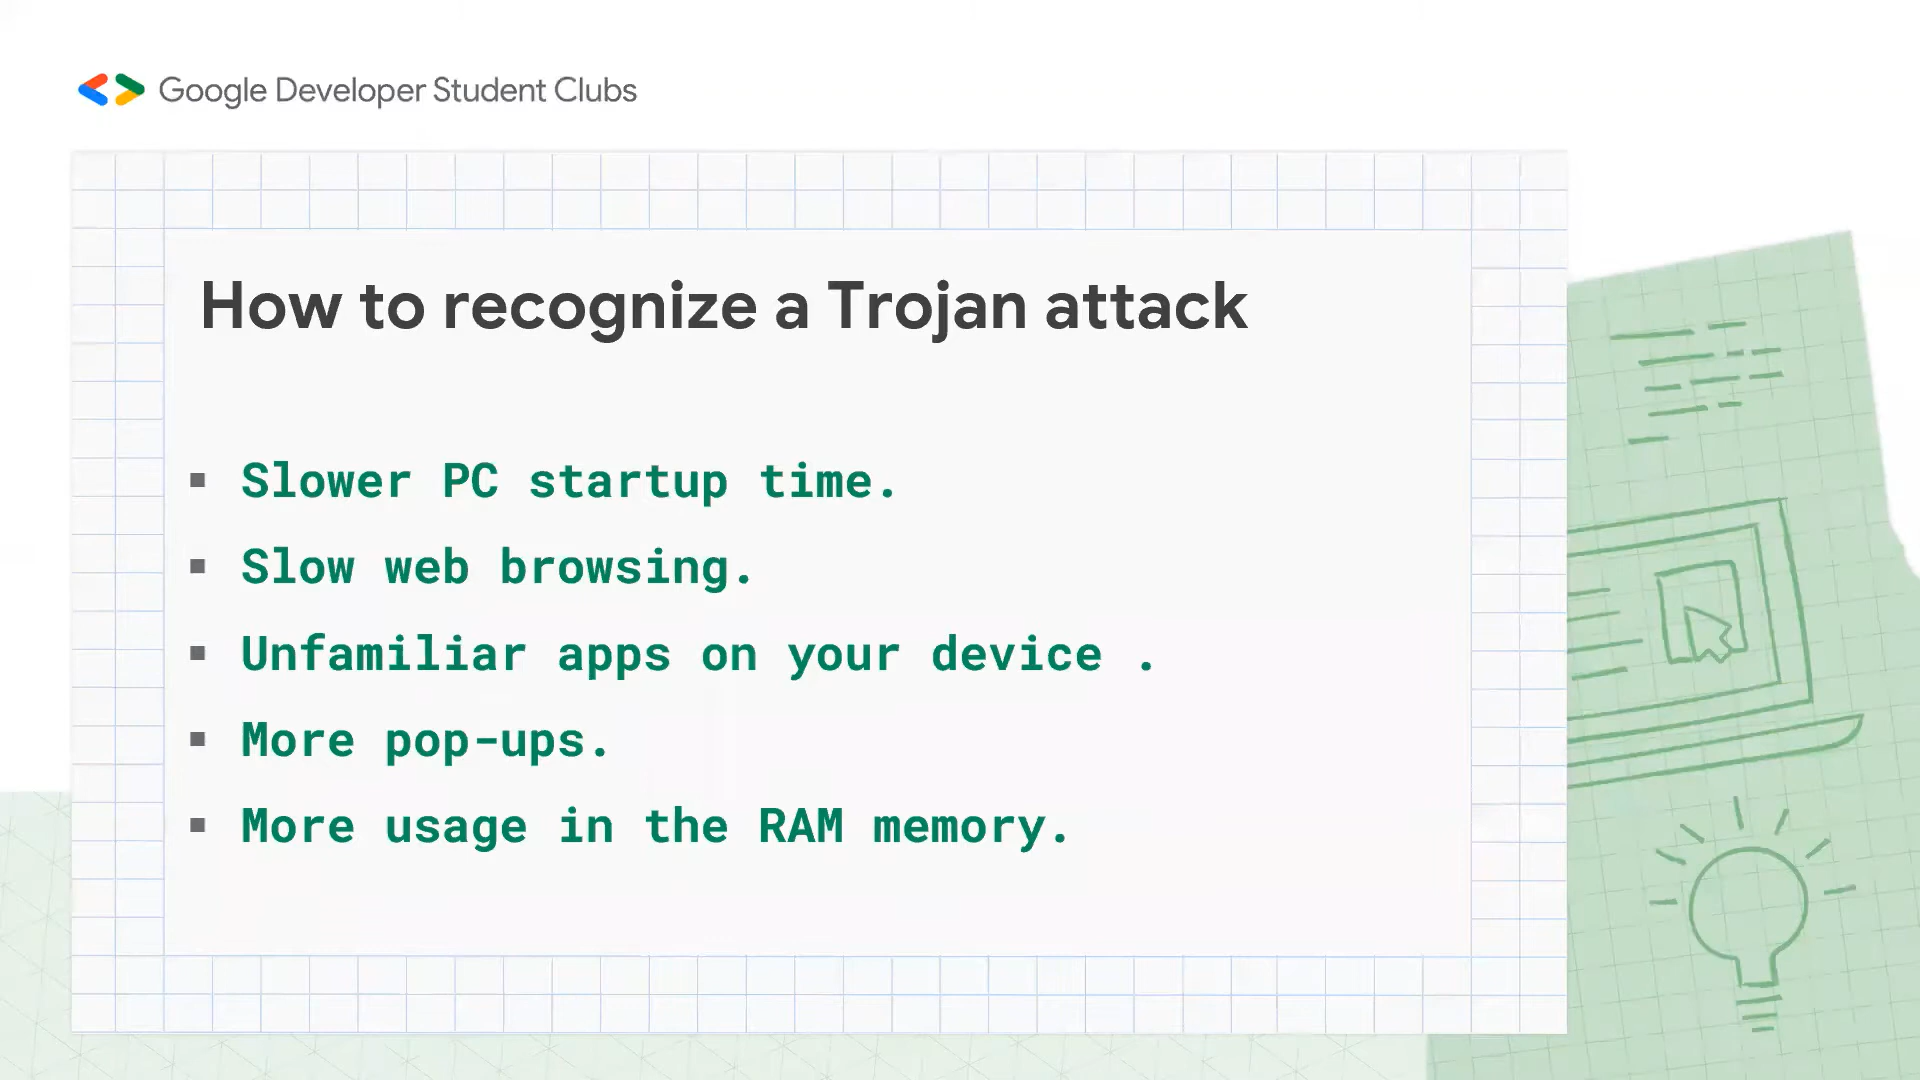 Google Developer Student Clubs
How to recognize a Trojan attack
▪ Slower PC startup time.
▪ Slow web browsing.
▪ Unfamiliar apps on your device .
▪ More pop-ups.
▪ More usage in the RAM memory.